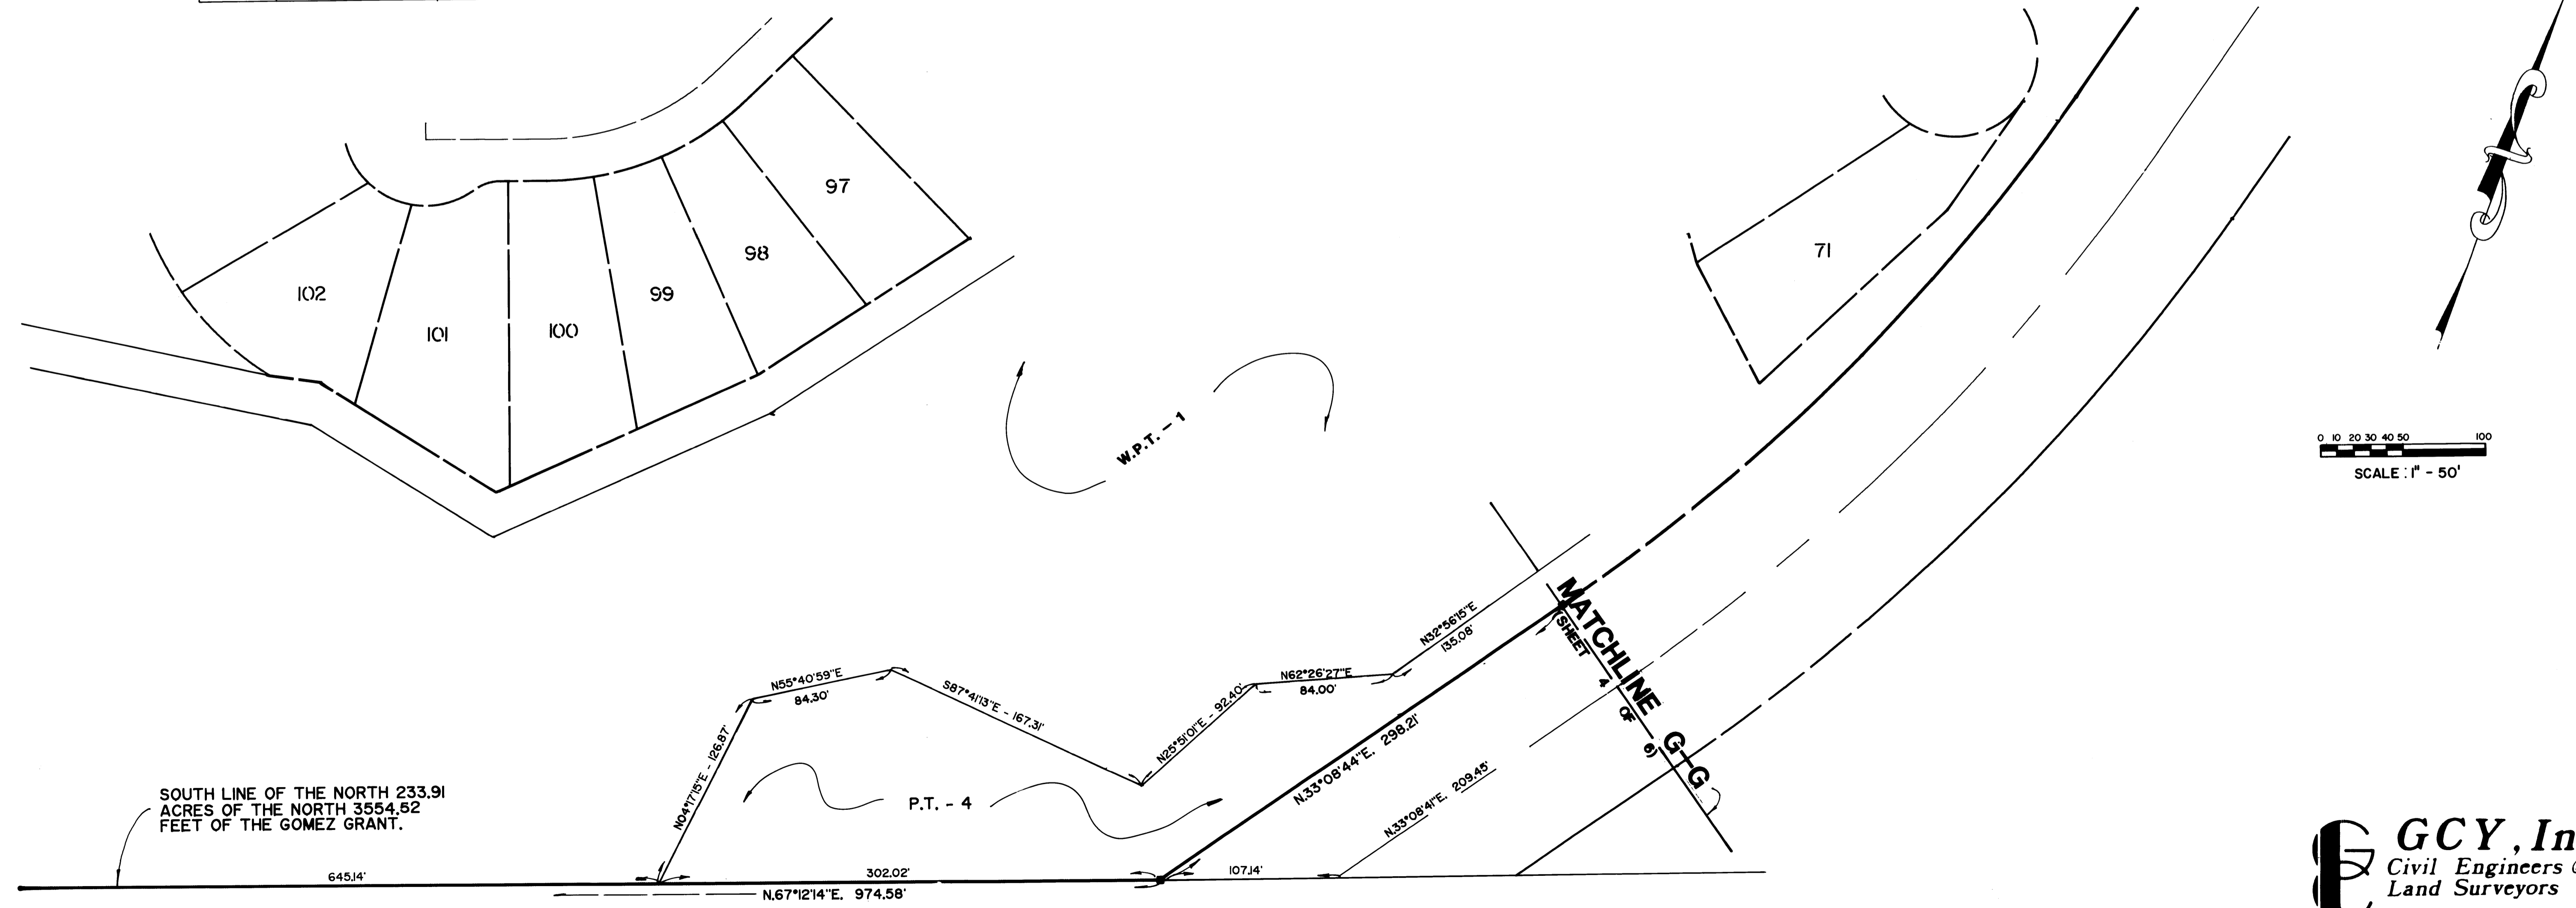 97
98
99
100
101
102
71
W.P.T. - 1
0 10 20 30 40 50 100
SCALE : 1" - 50'
MATCHLINE G-G
(SHEET 4 OF 6)
N32°56'15"E
135.08'
N62°26'27"E
84.00'
N25°51'01"E - 92.40'
S87°41'13"E - 167.31'
N55°40'59"E
84.30'
N04°17'15"E - 126.87'
P.T. - 4
N.33°08'44"E. 298.21'
N.33°08'41"E. 209.45'
SOUTH LINE OF THE NORTH 233.91
ACRES OF THE NORTH 3554.52
FEET OF THE GOMEZ GRANT.
645.14'
302.02'
107.14'
N.67°12'14"E. 974.58'
GCY, In
Civil Engineers
Land Surveyors